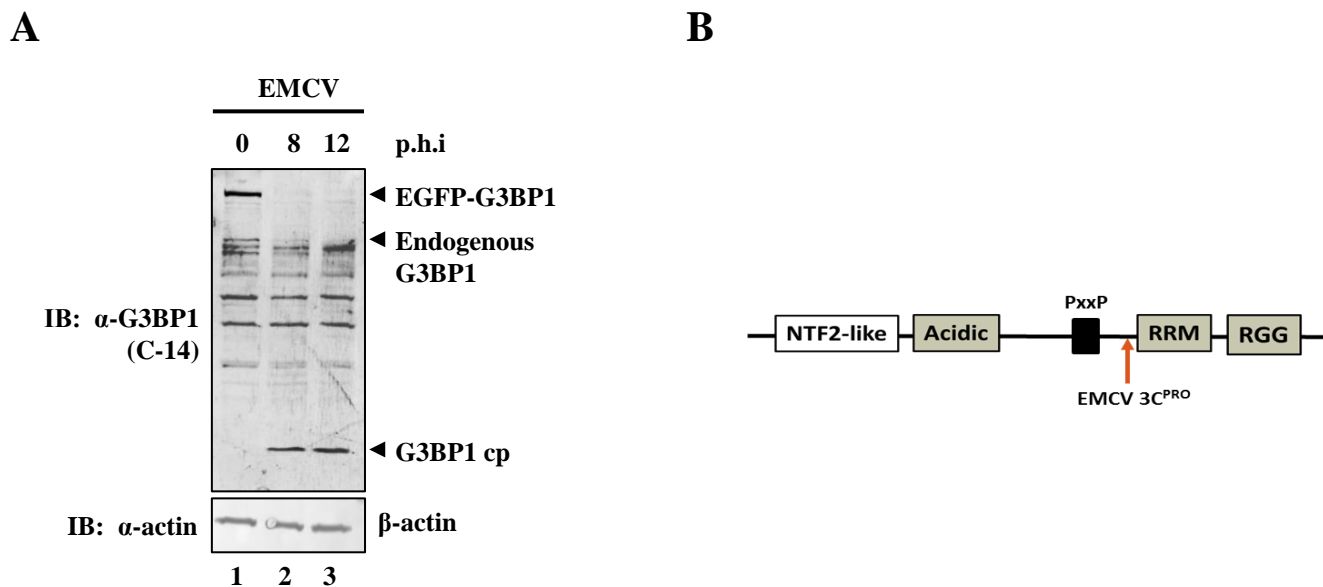 A
B
EMCV
0 8 12 p.h.i
EGFP-G3BP1
Endogenous
G3BP1
IB: α-G3BP1
(C-14)
G3BP1 cp
IB: α-actin
β-actin
1 2 3
PxxP
NTF2-like
Acidic
RRM
RGG
EMCV 3CPRO